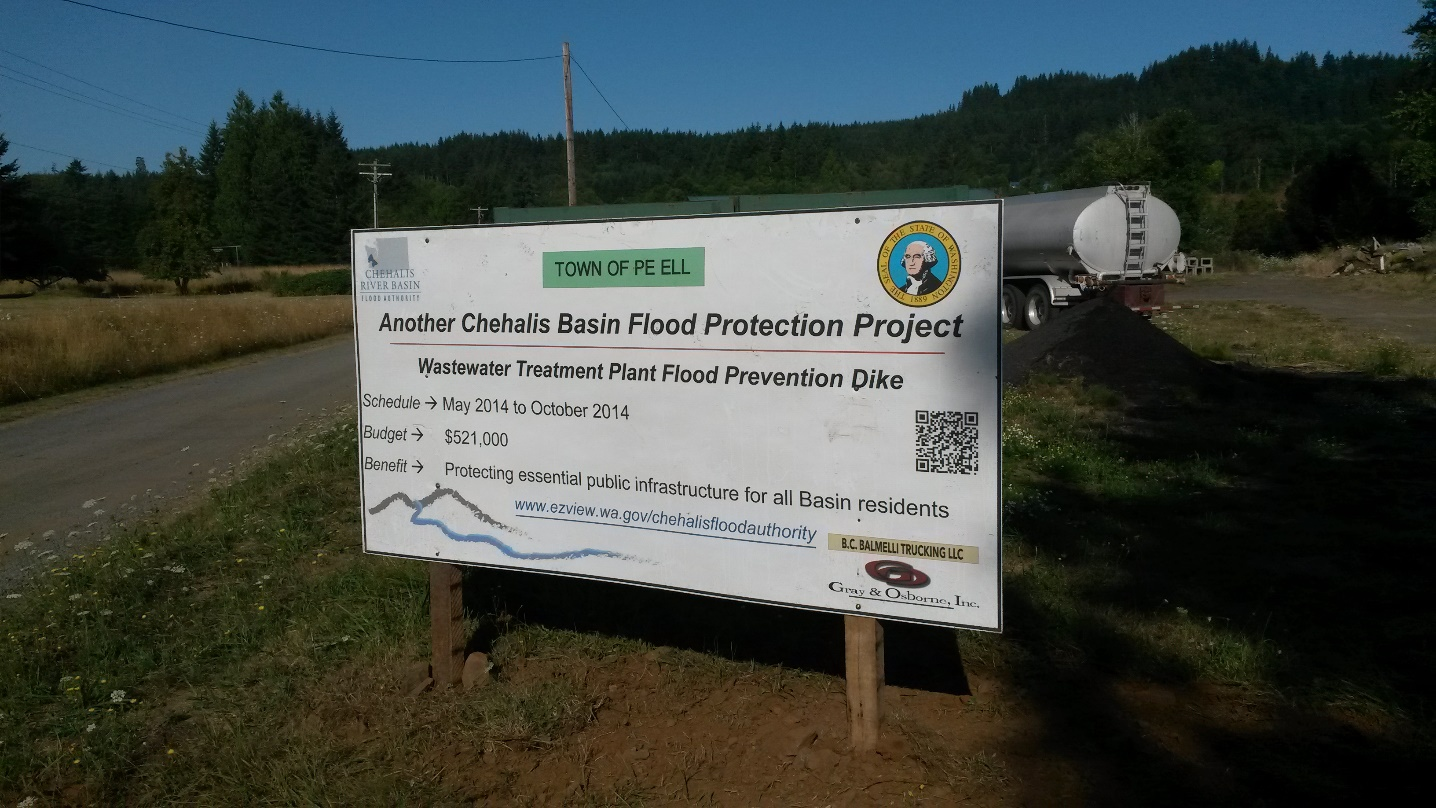 CHEHALIS
RIVER BASIN
FLOOD AUTHORITY
TOWN OF PE ELL
THE SEAL OF THE STATE OF WASHINGTON
1889
Another Chehalis Basin Flood Protection Project
Wastewater Treatment Plant Flood Prevention Dike
Schedule → May 2014 to October 2014
Budget → $521,000
Benefit → Protecting essential public infrastructure for all Basin residents
www.ezview.wa.gov/chehalisfloodauthority
B.C. BALMELLI TRUCKING LLC
Gray & Osborne, Inc.